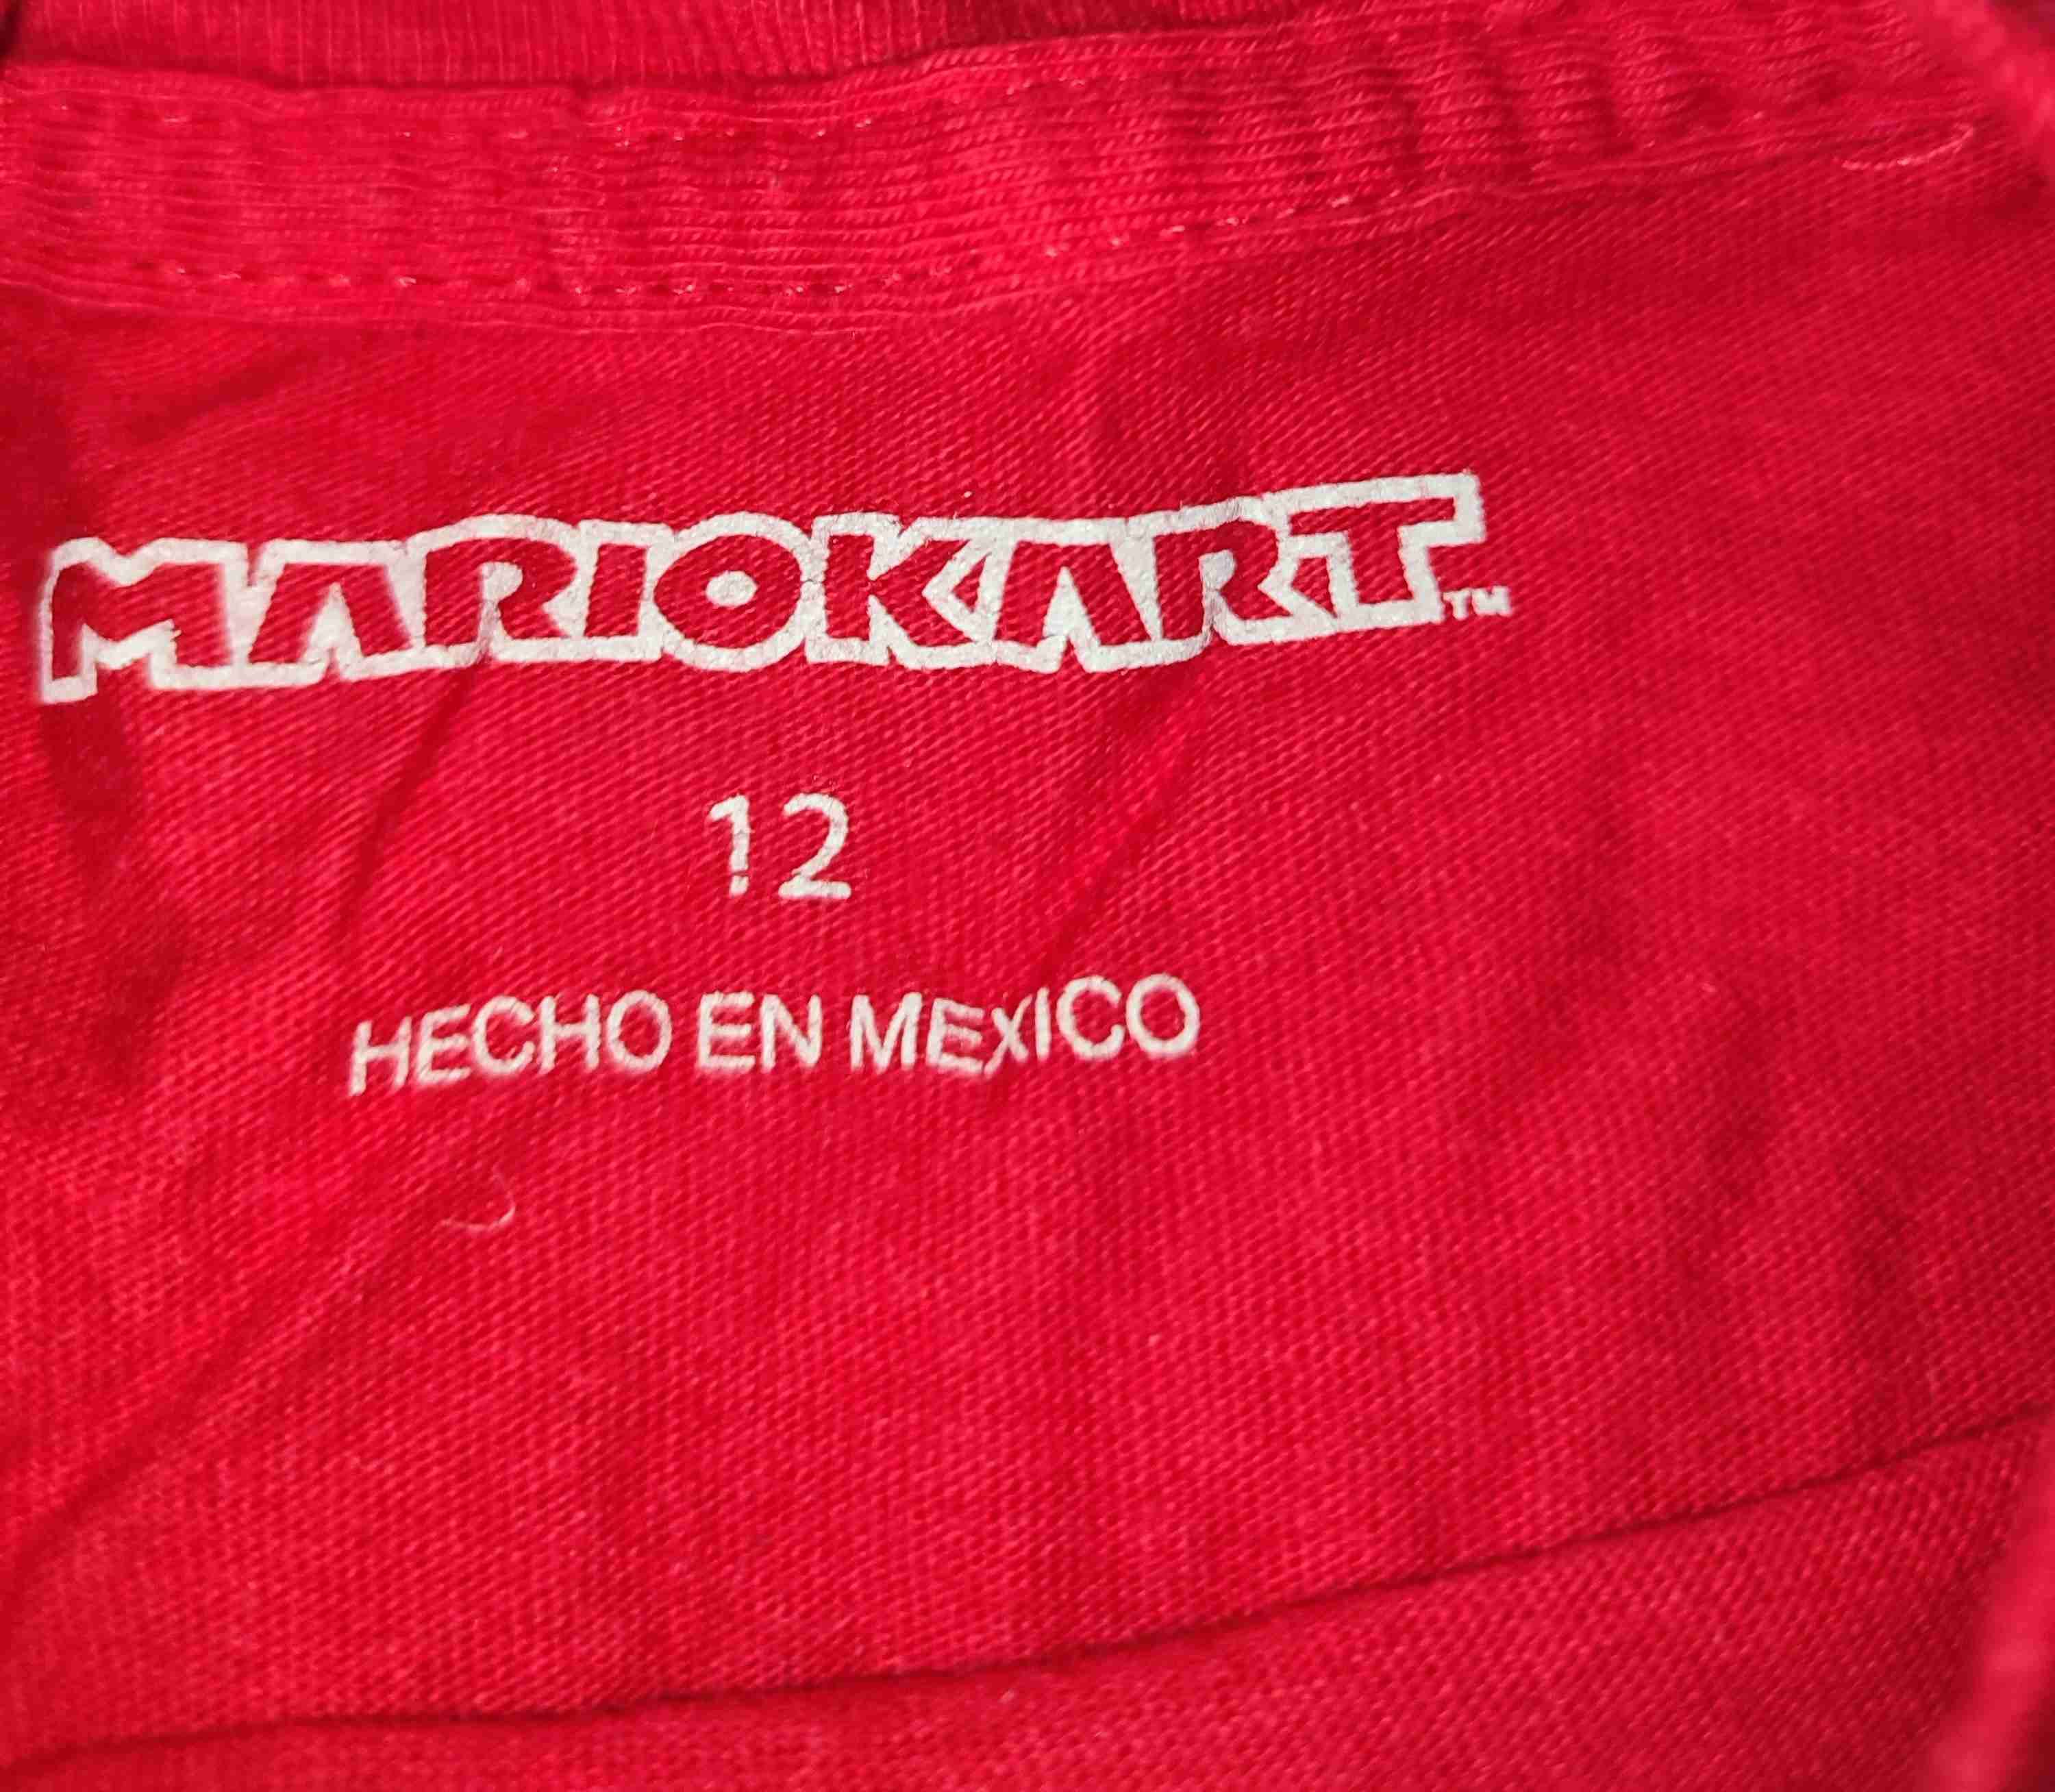 MARIOKART™
12
HECHO EN MEXICO